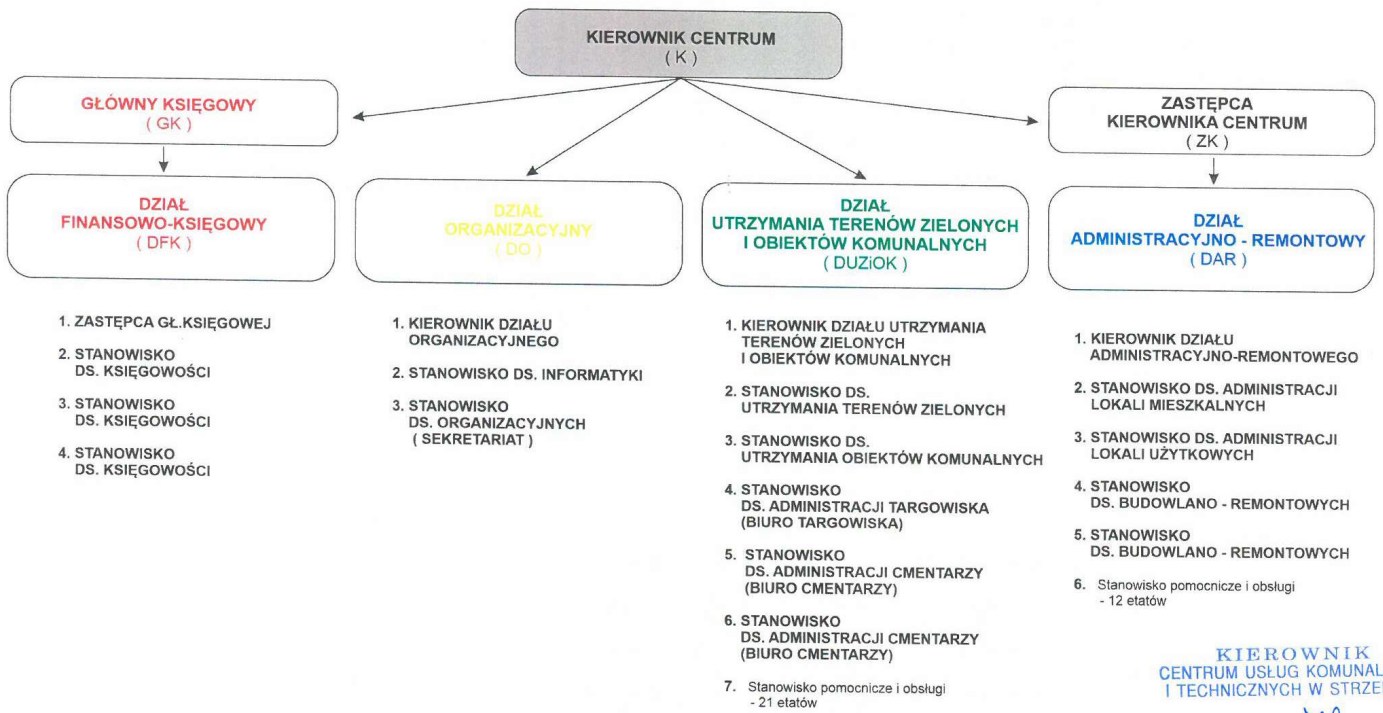 KIEROWNIK CENTRUM
( K )
GŁÓWNY KSIĘGOWY
( GK )
ZASTĘPCA
KIEROWNIKA CENTRUM
( ZK )
DZIAŁ
FINANSOWO-KSIĘGOWY
( DFK )
DZIAŁ
ORGANIZACYJNY
( DO )
DZIAŁ
UTRZYMANIA TERENÓW ZIELONYCH
I OBIEKTÓW KOMUNALNYCH
( DUZiOK )
DZIAŁ
ADMINISTRACYJNO - REMONTOWY
( DAR )
1. ZASTĘPCA GŁ.KSIĘGOWEJ
2. STANOWISKO
DS. KSIĘGOWOŚCI
3. STANOWISKO
DS. KSIĘGOWOŚCI
4. STANOWISKO
DS. KSIĘGOWOŚCI
1. KIEROWNIK DZIAŁU
ORGANIZACYJNEGO
2. STANOWISKO DS. INFORMATYKI
3. STANOWISKO
DS. ORGANIZACYJNYCH
( SEKRETARIAT )
1. KIEROWNIK DZIAŁU UTRZYMANIA
TERENÓW ZIELONYCH
I OBIEKTÓW KOMUNALNYCH
2. STANOWISKO DS.
UTRZYMANIA TERENÓW ZIELONYCH
3. STANOWISKO DS.
UTRZYMANIA OBIEKTÓW KOMUNALNYCH
4. STANOWISKO
DS. ADMINISTRACJI TARGOWISKA
(BIURO TARGOWISKA)
5. STANOWISKO
DS. ADMINISTRACJI CMENTARZY
(BIURO CMENTARZY)
6. STANOWISKO
DS. ADMINISTRACJI CMENTARZY
(BIURO CMENTARZY)
7. Stanowisko pomocnicze i obsługi
- 21 etatów
1. KIEROWNIK DZIAŁU
ADMINISTRACYJNO-REMONTOWEGO
2. STANOWISKO DS. ADMINISTRACJI
LOKALI MIESZKALNYCH
3. STANOWISKO DS. ADMINISTRACJI
LOKALI UŻYTKOWYCH
4. STANOWISKO
DS. BUDOWLANO - REMONTOWYCH
5. STANOWISKO
DS. BUDOWLANO - REMONTOWYCH
6. Stanowisko pomocnicze i obsługi
- 12 etatów
KIEROWNIK
CENTRUM USŁUG KOMUNAL
I TECHNICZNYCH W STRZE